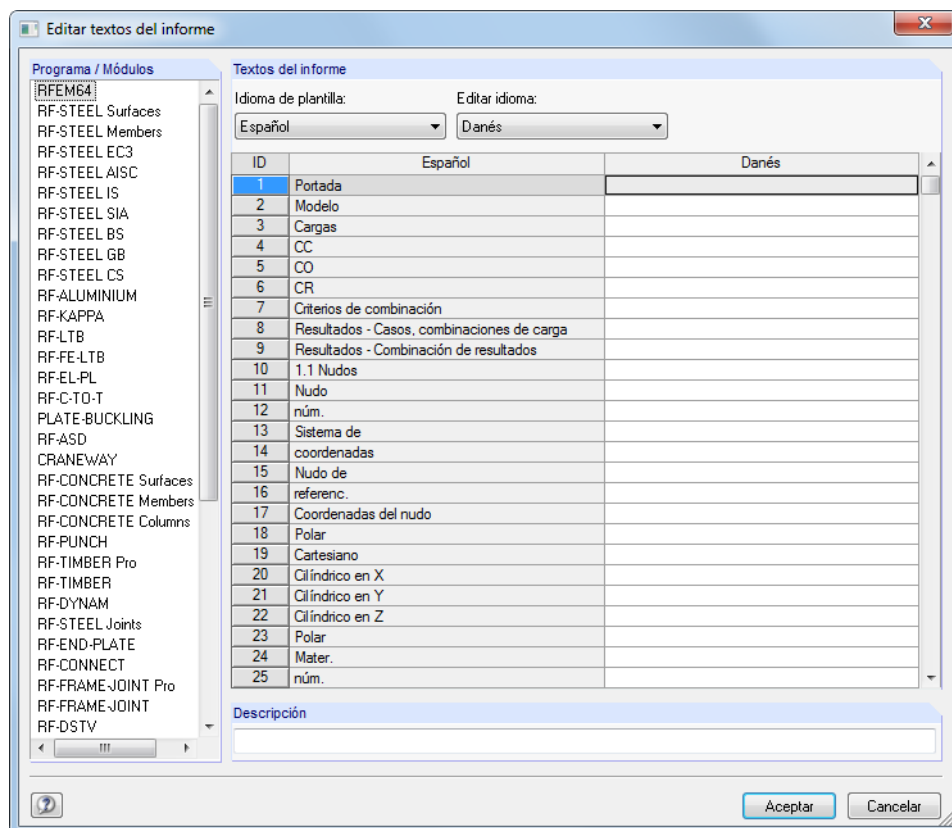 Editar textos del informe
Programa / Módulos
RFEM64
RF-STEEL Surfaces
RF-STEEL Members
RF-STEEL EC3
RF-STEEL AISC
RF-STEEL IS
RF-STEEL SIA
RF-STEEL BS
RF-STEEL GB
RF-STEEL CS
RF-ALUMINIUM
RF-KAPPA
RF-LTB
RF-FE-LTB
RF-EL-PL
RF-C-TO-T
PLATE-BUCKLING
RF-ASD
CRANEWAY
RF-CONCRETE Surfaces
RF-CONCRETE Members
RF-CONCRETE Columns
RF-PUNCH
RF-TIMBER Pro
RF-TIMBER
RF-DYNAM
RF-STEEL Joints
RF-END-PLATE
RF-CONNECT
RF-FRAME-JOINT Pro
RF-FRAME-JOINT
RF-DSTV
Textos del informe
Idioma de plantilla: Editar idioma:
Español Danés
ID Español Danés
1 Portada
2 Modelo
3 Cargas
4 CC
5 CO
6 CR
7 Criterios de combinación
8 Resultados - Casos, combinaciones de carga
9 Resultados - Combinación de resultados
10 1.1 Nudos
11 Nudo
12 núm.
13 Sistema de
14 coordenadas
15 Nudo de
16 referenc.
17 Coordenadas del nudo
18 Polar
19 Cartesiano
20 Cilíndrico en X
21 Cilíndrico en Y
22 Cilíndrico en Z
23 Polar
24 Mater.
25 núm.
Descripción
Aceptar Cancelar